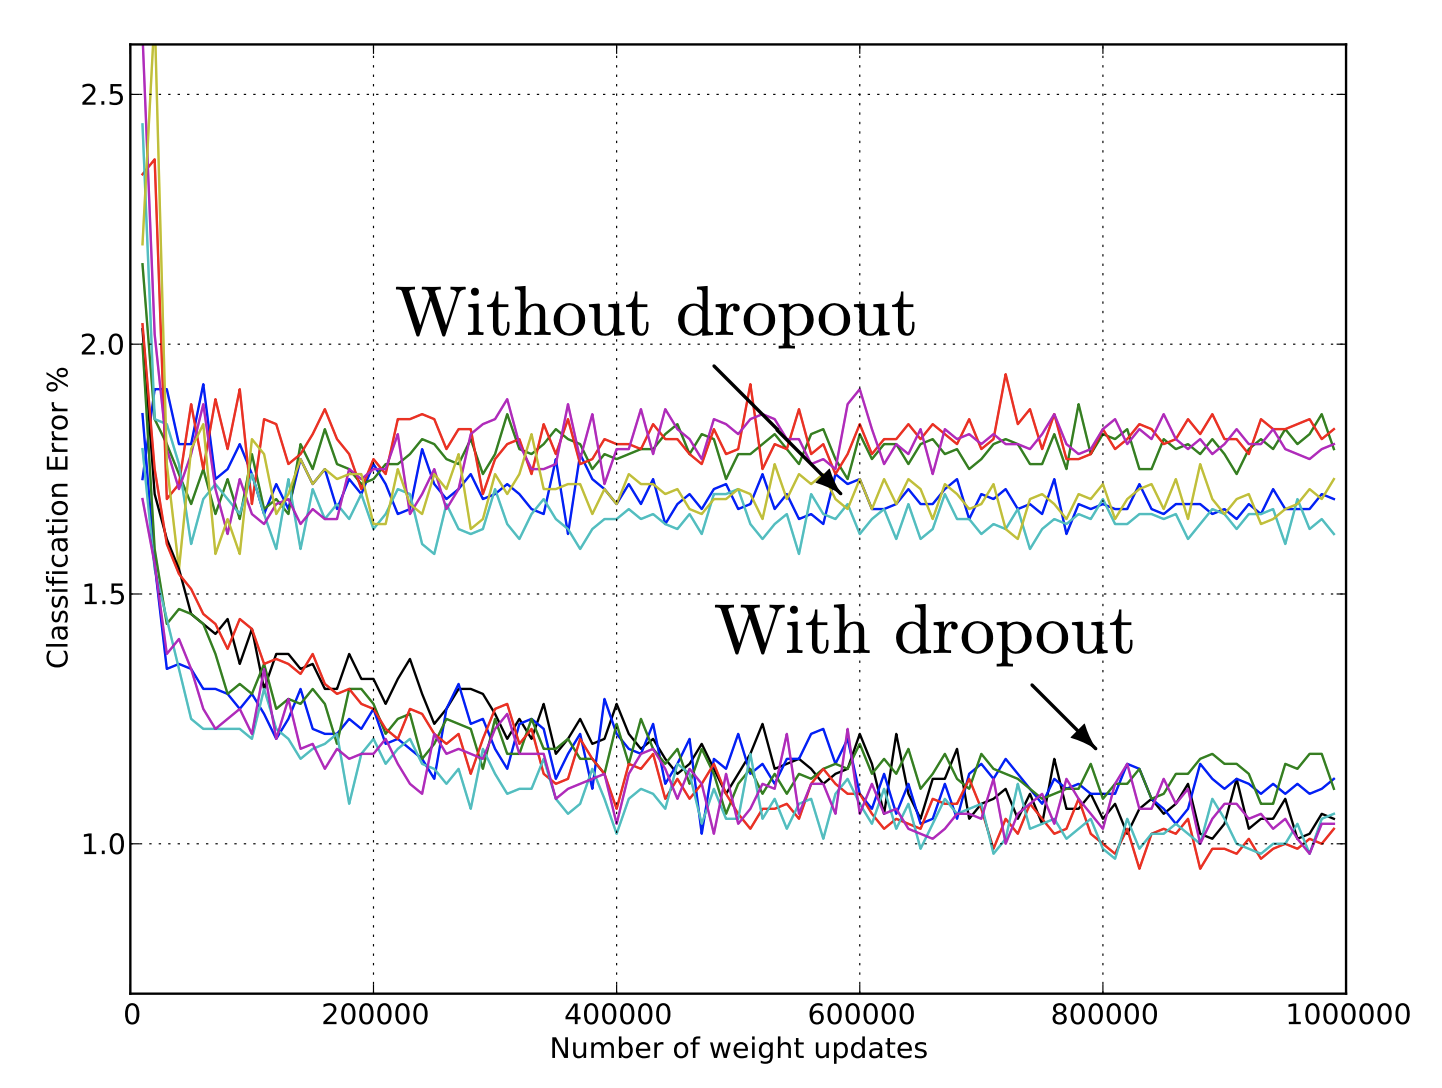 2.5
Without dropout
2.0
Classification Error %
1.5
With dropout
1.0
0 200000 400000 600000 800000 1000000
Number of weight updates